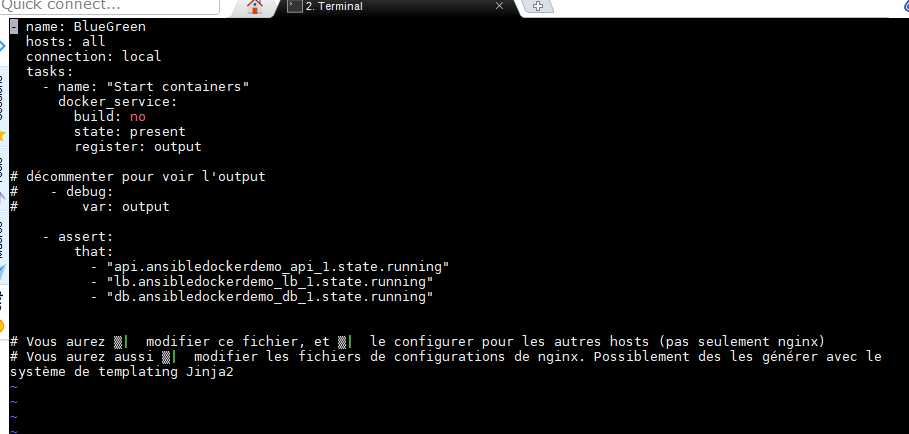 Quick connect...
2. Terminal
- name: BlueGreen
  hosts: all
  connection: local
  tasks:
    - name: "Start containers"
      docker_service:
        build: no
        state: present
        register: output
# décommenter pour voir l'output
#    - debug:
#        var: output
    - assert:
        that:
          - "api.ansibledockerdemo_api_1.state.running"
          - "lb.ansibledockerdemo_lb_1.state.running"
          - "db.ansibledockerdemo_db_1.state.running"
# Vous aurez ▒| modifier ce fichier, et ▒| le configurer pour les autres hosts (pas seulement nginx)
# Vous aurez aussi ▒| modifier les fichiers de configurations de nginx. Possiblement des les générer avec le
système de templating Jinja2
~
~
~
~